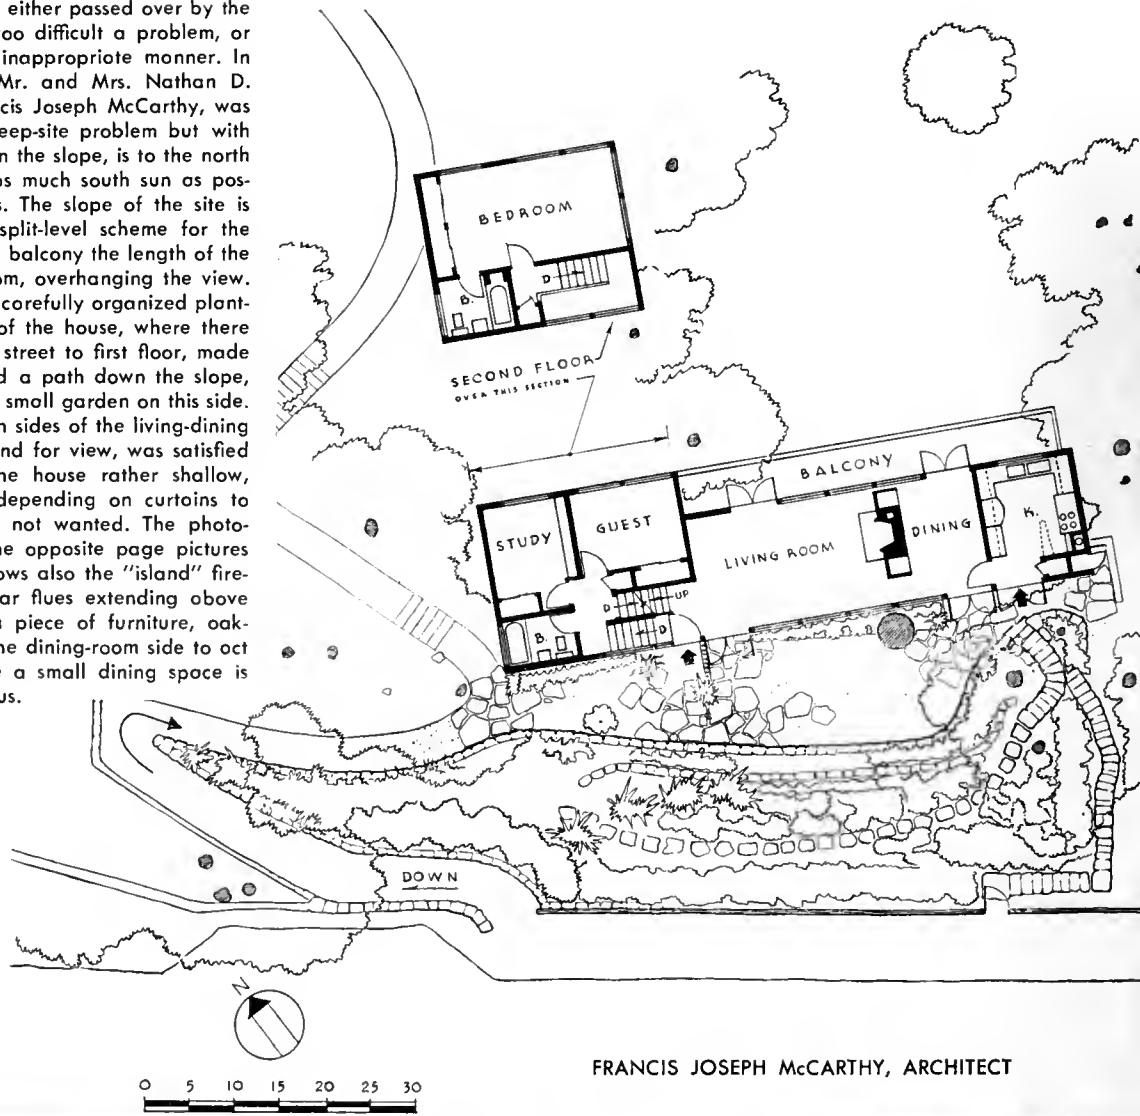 either passed over by the
too difficult a problem, or
inappropriote monner. In
Mr. and Mrs. Nathan D.
cis Joseph McCarthy, was
eep-site problem but with
n the slope, is to the north
as much south sun os pos-
s. The slope of the site is
split-level scheme for the
balcony the length of the
om, overhanging the view.
carefully organized plant-
of the house, where there
street to first floor, made
d a path down the slope,
small garden on this side.
n sides of the living-dining
and for view, was satisfied
he house rather shallow,
depending on curtoins to
not wanted. The photo-
he opposite page pictures
ows also the "island" fire-
ar flues extending above
s piece of furniture, oak-
he dining-room side to oct
e a small dining space is
us.
BEDROOM
D
B.
SECOND FLOOR
OVER THIS SECTION
BALCONY
STUDY
GUEST
LIVING ROOM
DINING
K.
D
UP
B.
D
DOWN
N
0 5 10 15 20 25 30
FRANCIS JOSEPH McCARTHY, ARCHITECT